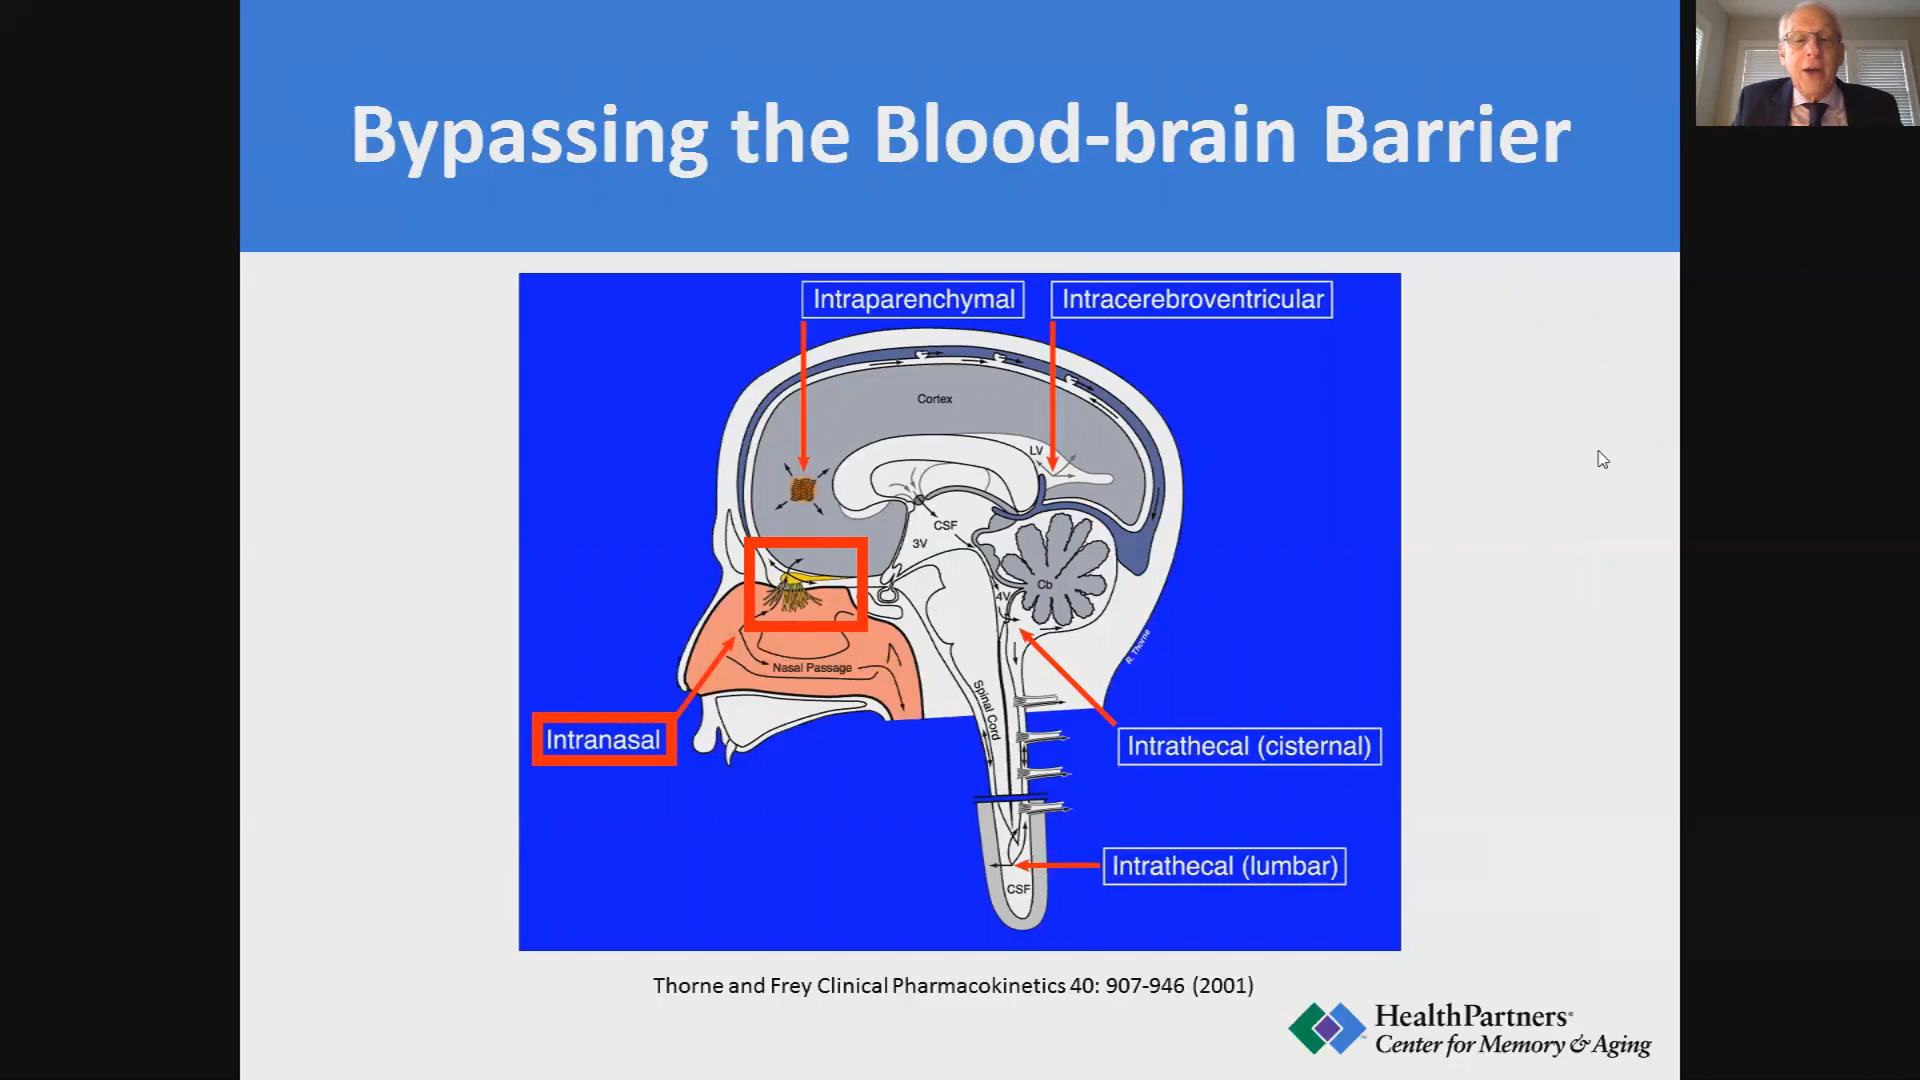 Bypassing the Blood-brain Barrier
Intraparenchymal
Intracerebroventricular
Cortex
LV
CSF
3V
Cb
4V
R. Thorne
Nasal Passage
Spinal Cord
Intranasal
Intrathecal (cisternal)
Intrathecal (lumbar)
CSF
Thorne and Frey Clinical Pharmacokinetics 40: 907-946 (2001)
HealthPartners®
Center for Memory & Aging